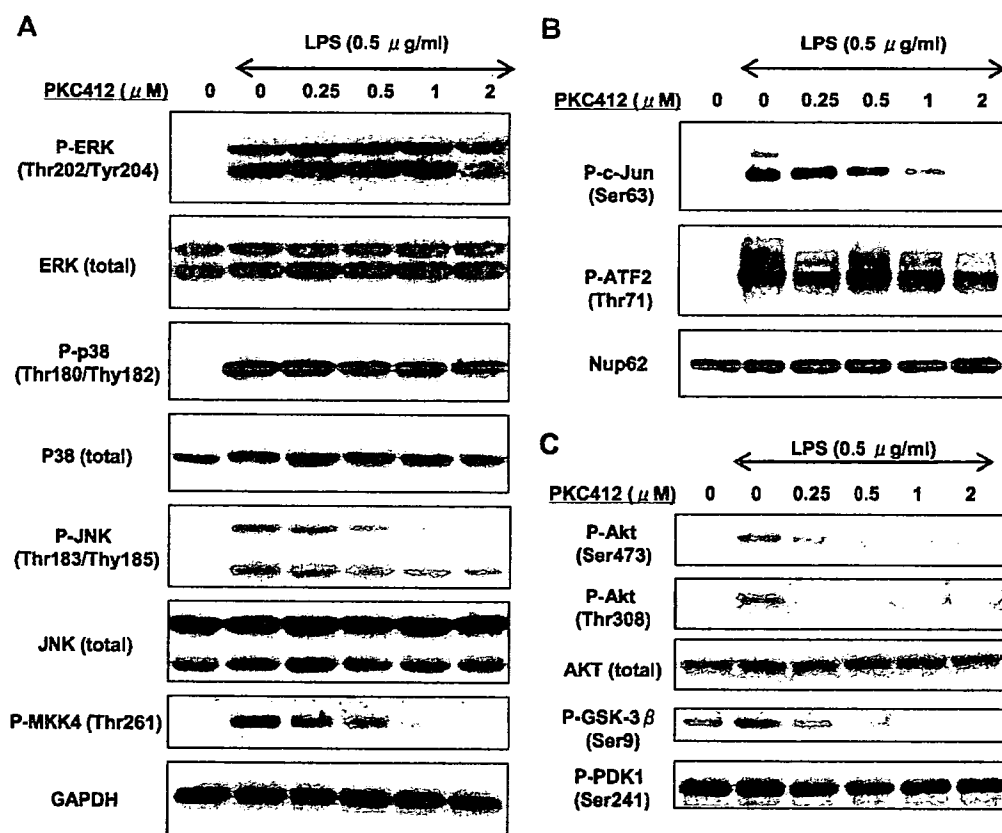 A
LPS (0.5 μg/ml)
PKC412 (μM) 0 0 0.25 0.5 1 2
P-ERK
(Thr202/Tyr204)
ERK (total)
P-p38
(Thr180/Thy182)
P38 (total)
P-JNK
(Thr183/Thy185)
JNK (total)
P-MKK4 (Thr261)
GAPDH
B
LPS (0.5 μg/ml)
PKC412 (μM) 0 0 0.25 0.5 1 2
P-c-Jun
(Ser63)
P-ATF2
(Thr71)
Nup62
C
LPS (0.5 μg/ml)
PKC412 (μM) 0 0 0.25 0.5 1 2
P-Akt
(Ser473)
P-Akt
(Thr308)
AKT (total)
P-GSK-3β
(Ser9)
P-PDK1
(Ser241)